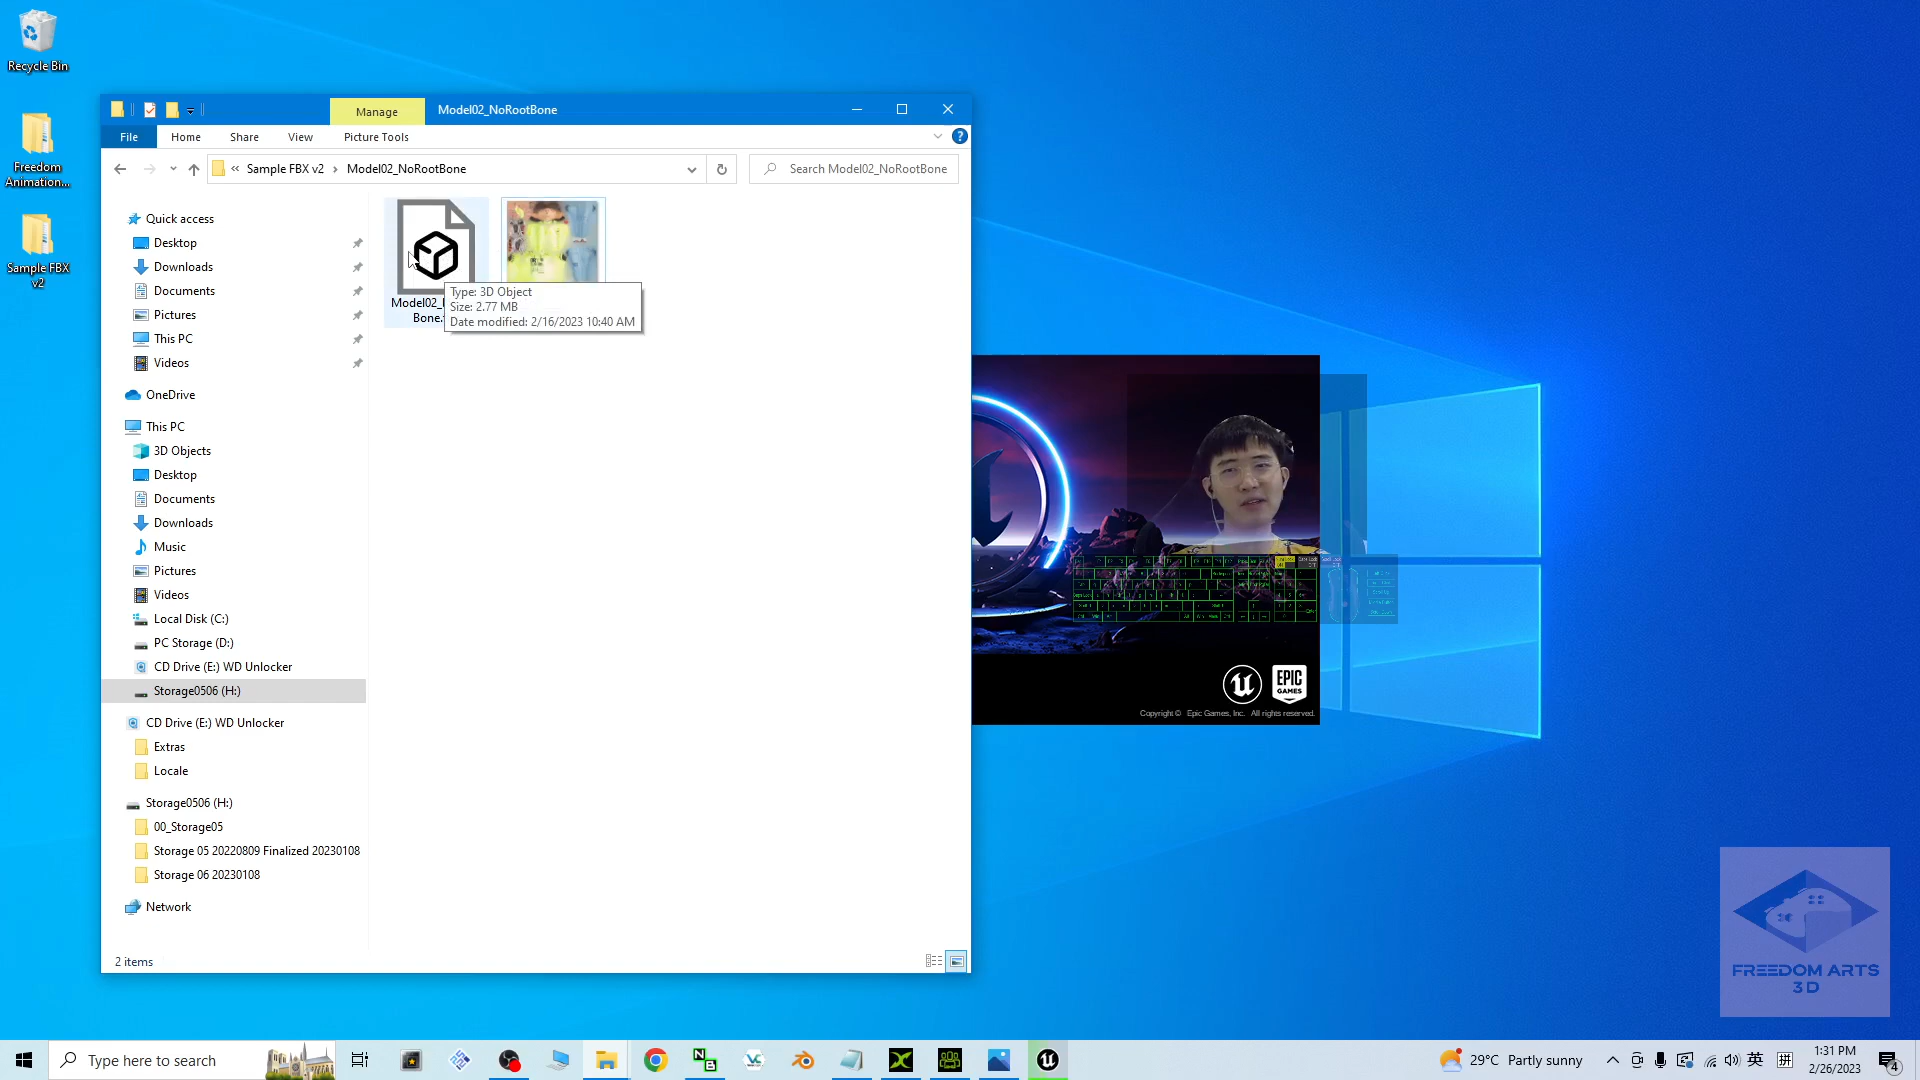 Recycle Bin
Freedom
Animation...
Sample FBX
v2
Manage
Model02_NoRootBone
File
Home
Share
View
Picture Tools
?
«
Sample FBX v2
›
Model02_NoRootBone
Search Model02_NoRootBone
Quick access
Desktop
Downloads
Documents
Pictures
This PC
Videos
OneDrive
This PC
3D Objects
Desktop
Documents
Downloads
Music
Pictures
Videos
Local Disk (C:)
PC Storage (D:)
CD Drive (E:) WD Unlocker
Storage0506 (H:)
CD Drive (E:) WD Unlocker
Extras
Locale
Storage0506 (H:)
00_Storage05
Storage 05 20220809 Finalized 20230108
Storage 06 20230108
Network
Model02_
Bone.
Type: 3D Object
Size: 2.77 MB
Date modified: 2/16/2023 10:40 AM
2 items
EPIC
GAMES
Copyright © Epic Games, Inc. All rights reserved.
FREEDOM ARTS
3D
Type here to search
29°C Partly sunny
英
拼
1:31 PM
2/26/2023
4